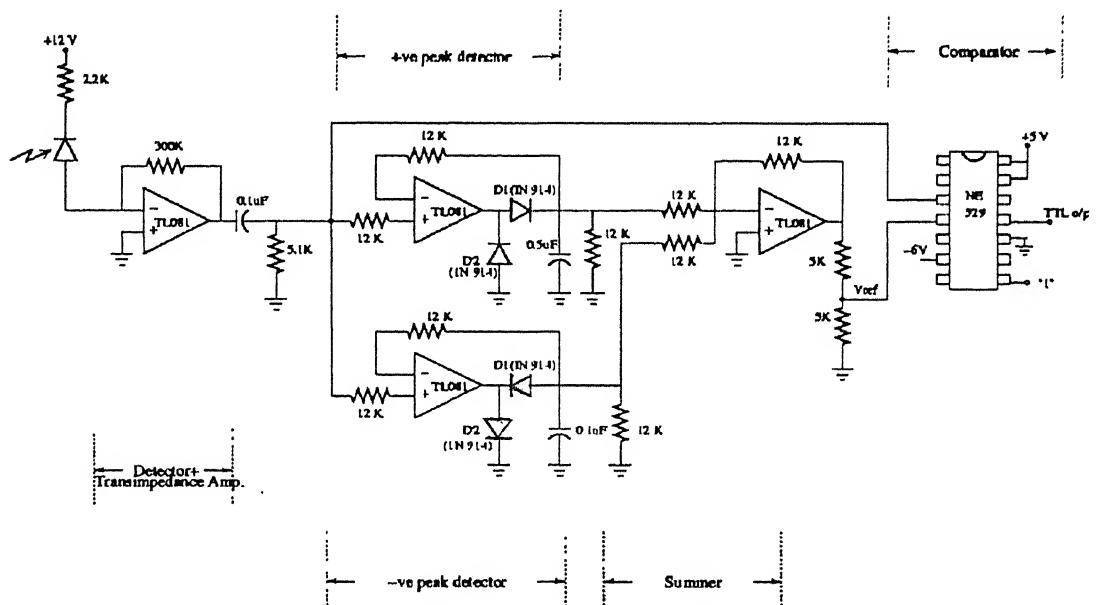 +12 V
2.2K
+ve peak detector
Comparator
300K
TL081
0.1uF
5.1K
12 K
12 K
TL081
D1(IN 914)
D2
(IN 914)
0.5uF
12 K
12 K
12 K
12 K
TL081
5K
Vref
5K
+5 V
NE
529
TTL o/p
-6V
"1"
12 K
12 K
TL081
D1(IN 914)
D2
(IN 914)
0.1uF
12 K
Detector+
Transimpedance Amp.
-ve peak detector
Summer